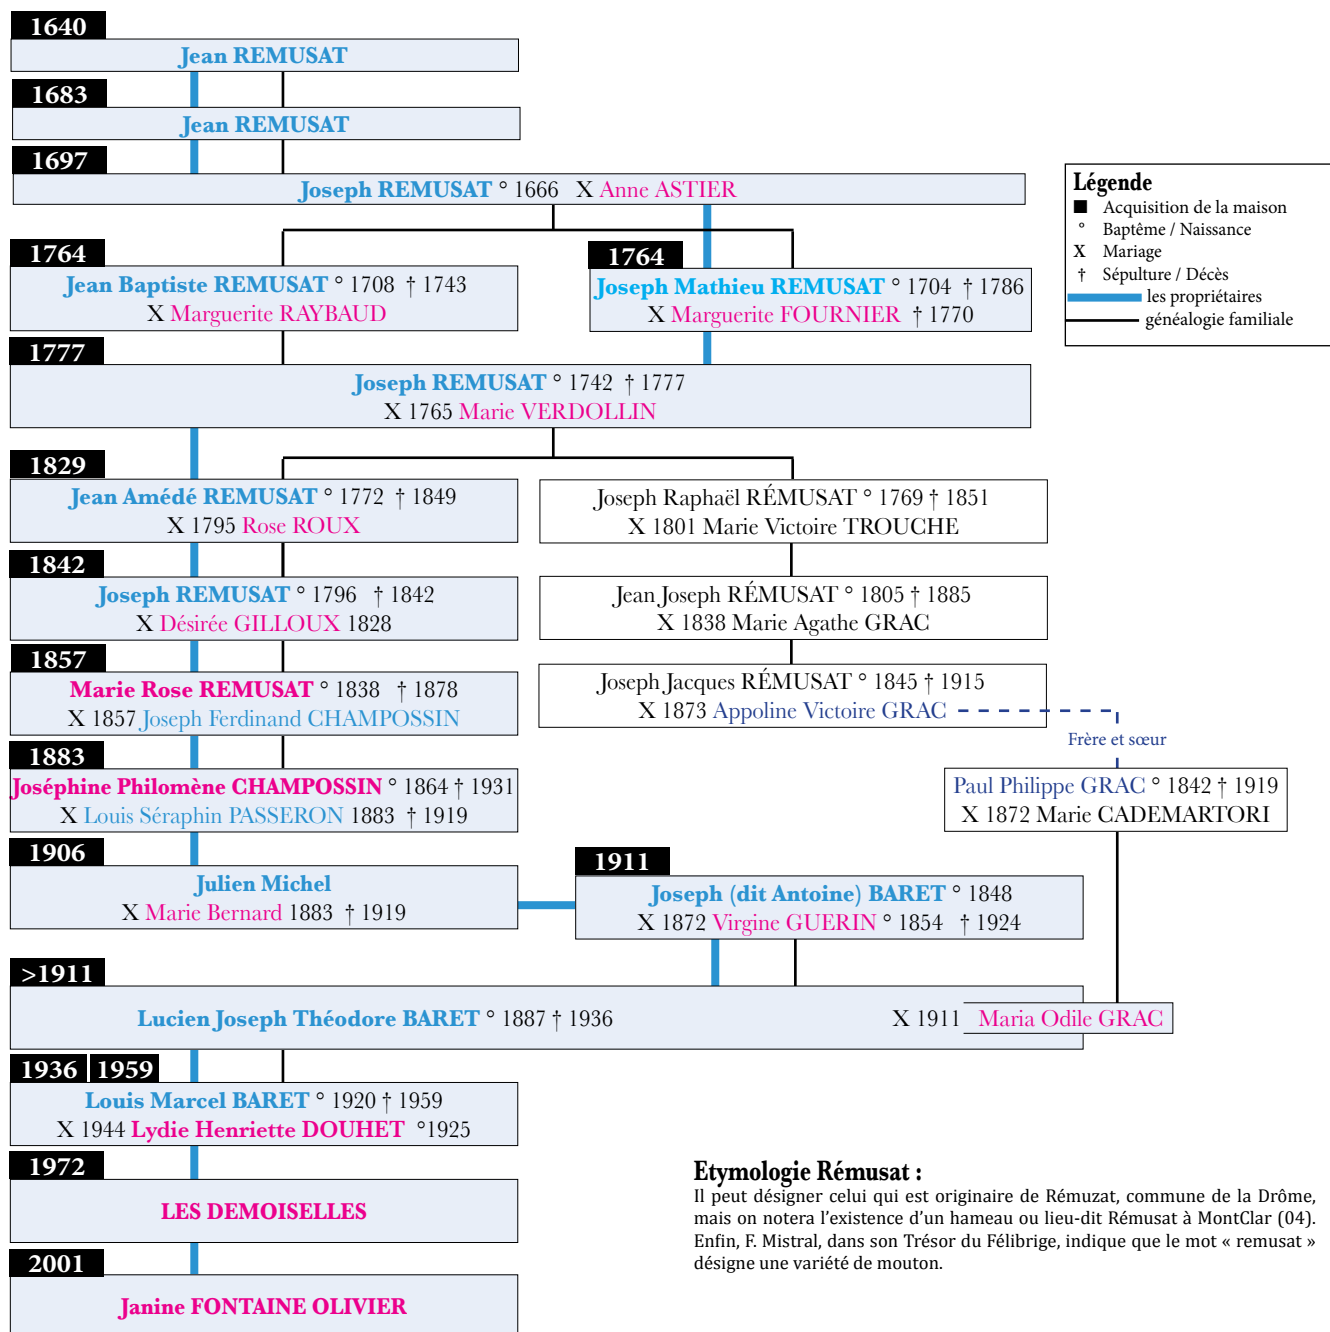 1640
Jean REMUSAT
1683
Jean REMUSAT
1697
Joseph REMUSAT ° 1666 X Anne ASTIER
Légende
■ Acquisition de la maison
° Baptême / Naissance
X Mariage
† Sépulture / Décès
les propriétaires
généalogie familiale
1764
Jean Baptiste REMUSAT ° 1708 † 1743
X Marguerite RAYBAUD
1764
Joseph Mathieu REMUSAT ° 1704 † 1786
X Marguerite FOURNIER † 1770
1777
Joseph REMUSAT ° 1742 † 1777
X 1765 Marie VERDOLLIN
1829
Jean Amédé REMUSAT ° 1772 † 1849
X 1795 Rose ROUX
Joseph Raphaël RÉMUSAT ° 1769 † 1851
X 1801 Marie Victoire TROUCHE
1842
Joseph REMUSAT ° 1796 † 1842
X Désirée GILLOUX 1828
Jean Joseph RÉMUSAT ° 1805 † 1885
X 1838 Marie Agathe GRAC
1857
Marie Rose REMUSAT ° 1838 † 1878
X 1857 Joseph Ferdinand CHAMPOSSIN
Joseph Jacques RÉMUSAT ° 1845 † 1915
X 1873 Appoline Victoire GRAC
Frère et sœur
1883
Joséphine Philomène CHAMPOSSIN ° 1864 † 1931
X Louis Séraphin PASSERON 1883 † 1919
Paul Philippe GRAC ° 1842 † 1919
X 1872 Marie CADEMARTORI
1906
Julien Michel
X Marie Bernard 1883 † 1919
1911
Joseph (dit Antoine) BARET ° 1848
X 1872 Virgine GUERIN ° 1854 † 1924
>1911
Lucien Joseph Théodore BARET ° 1887 † 1936 X 1911 Maria Odile GRAC
1936 1959
Louis Marcel BARET ° 1920 † 1959
X 1944 Lydie Henriette DOUHET °1925
1972
LES DEMOISELLES
2001
Janine FONTAINE OLIVIER
Etymologie Rémusat :
Il peut désigner celui qui est originaire de Rémuzat, commune de la Drôme,
mais on notera l'existence d'un hameau ou lieu-dit Rémusat à MontClar (04).
Enfin, F. Mistral, dans son Trésor du Félibrige, indique que le mot « remusat »
désigne une variété de mouton.